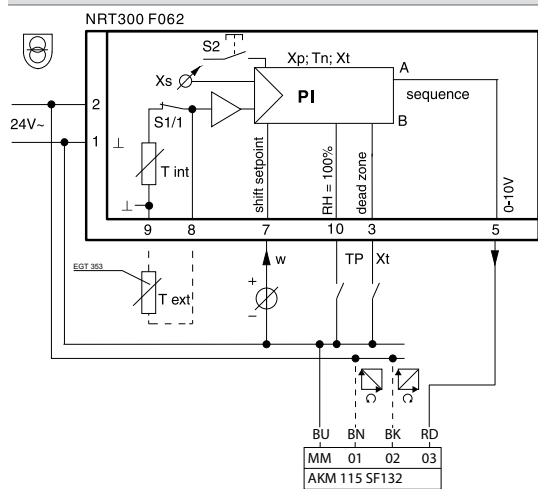 NRT300 F062
S2
Xp; Tn; Xt
A
Xs
PI
sequence
2
B
24V~
S1/1
1
⊥
T int
shift setpoint
RH = 100%
dead zone
0-10V
⊥
9 8 7 10 3 5
EGT 353
w
TP
Xt
+
T ext
−
BU BN BK RD
MM 01 02 03
AKM 115 SF132